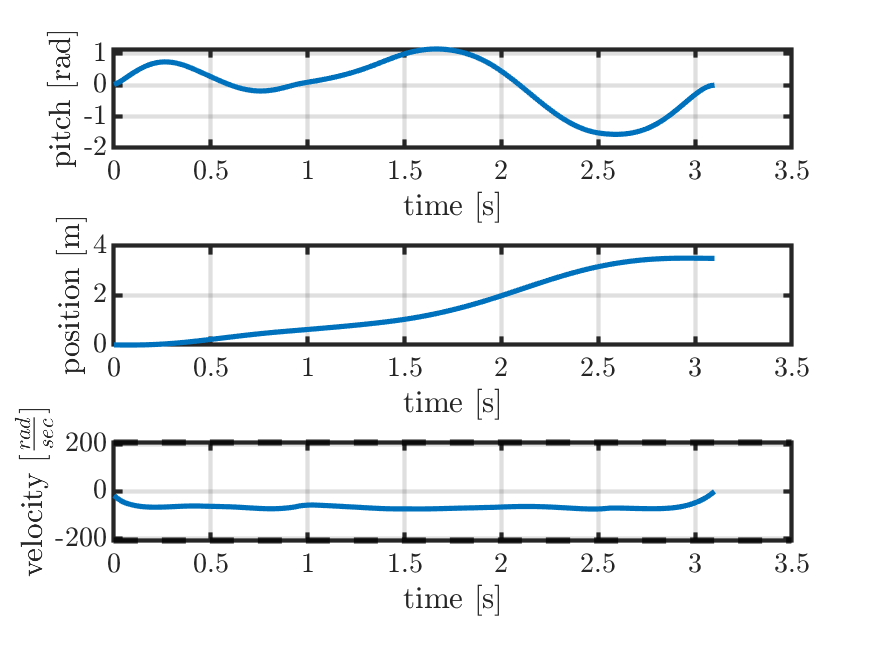 pitch [rad]
1
0
-1
-2
0 0.5 1 1.5 2 2.5 3 3.5
time [s]
position [m]
4
2
0
0 0.5 1 1.5 2 2.5 3 3.5
time [s]
velocity [rad/sec]
200
0
-200
0 0.5 1 1.5 2 2.5 3 3.5
time [s]